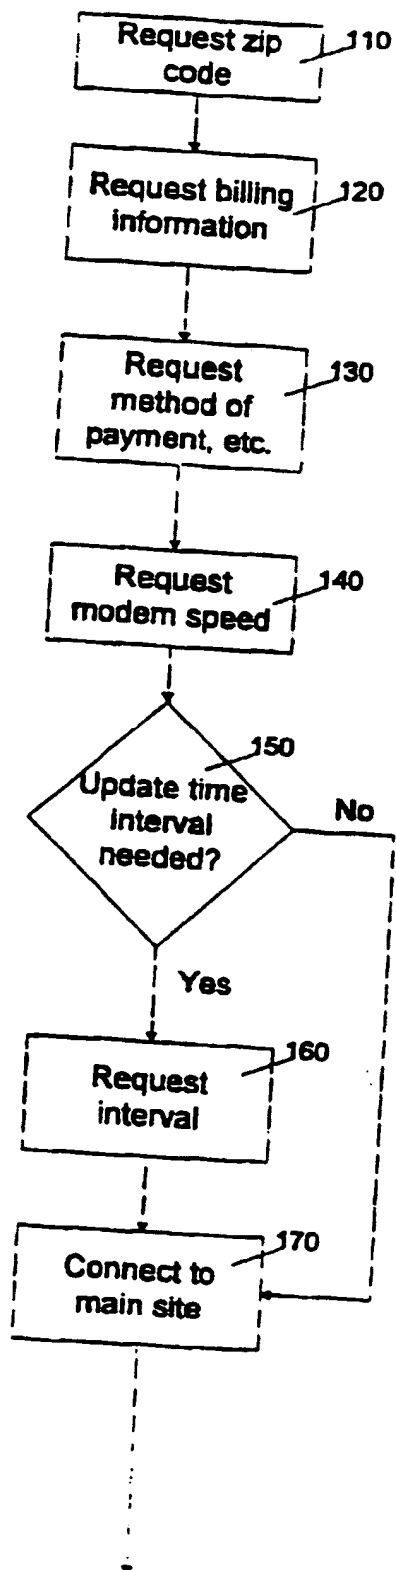 Request zip
code
110
Request billing
information
120
Request
method of
payment, etc.
130
Request
modem speed
140
150
Update time
interval
needed?
No
Yes
160
Request
interval
170
Connect to
main site